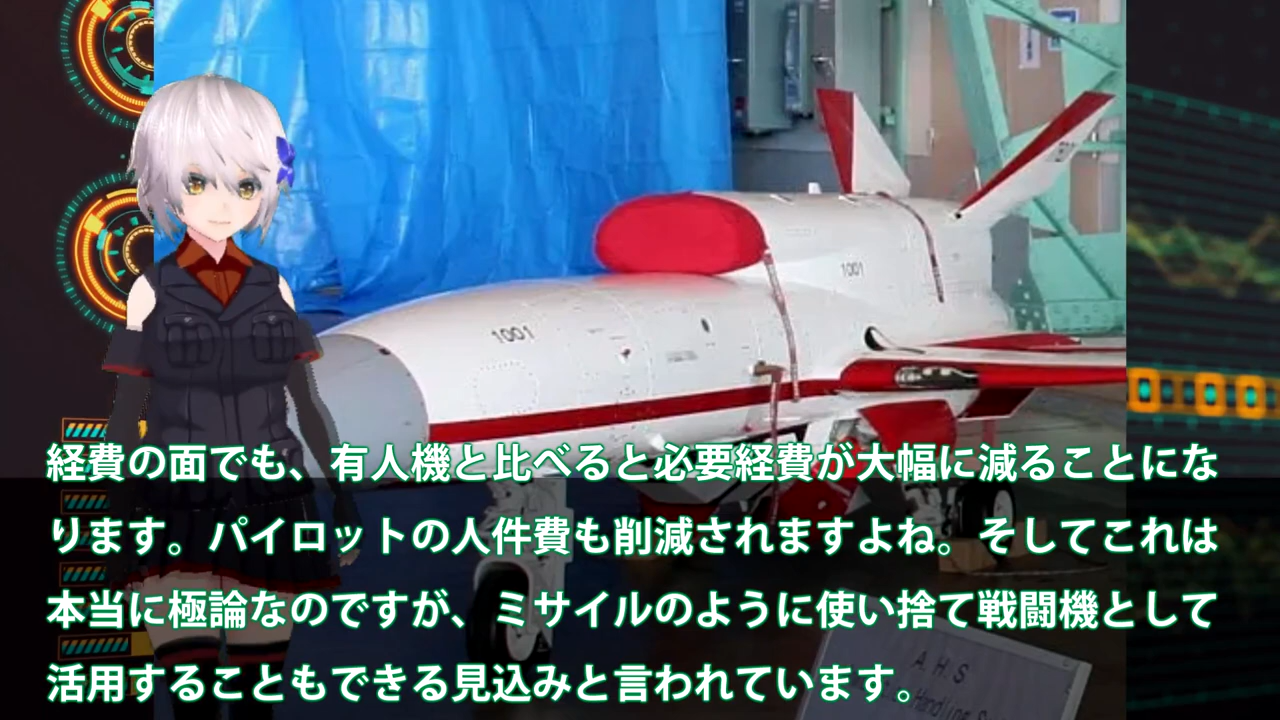 1001
1001
経費の面でも、有人機と比べると必要経費が大幅に減ることにな
ります。パイロットの人件費も削減されますよね。そしてこれは
本当に極論なのですが、ミサイルのように使い捨て戦闘機として
活用することもできる見込みと言われています。
A.H.S
Handling